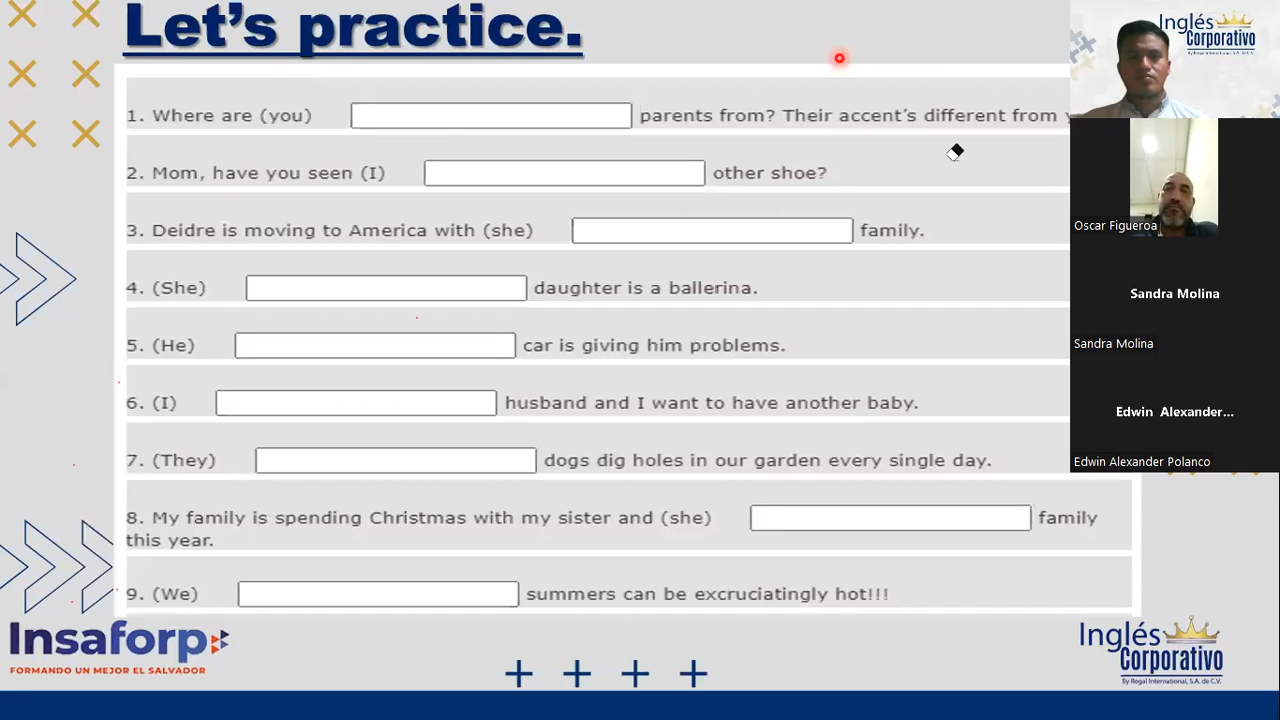 Let's practice.
Inglés
Corporativo
By Regal International, S.A. de C.V.
1. Where are (you) parents from? Their accent's different from
2. Mom, have you seen (I) other shoe?
Oscar Figueroa
3. Deidre is moving to America with (she) family.
4. (She) daughter is a ballerina.
Sandra Molina
Sandra Molina
5. (He) car is giving him problems.
6. (I) husband and I want to have another baby.
Edwin Alexander...
Edwin Alexander Polanco
7. (They) dogs dig holes in our garden every single day.
8. My family is spending Christmas with my sister and (she) family
this year.
9. (We) summers can be excruciatingly hot!!!
Insaforp
FORMANDO UN MEJOR EL SALVADOR
Inglés
Corporativo
By Regal International, S.A. de C.V.